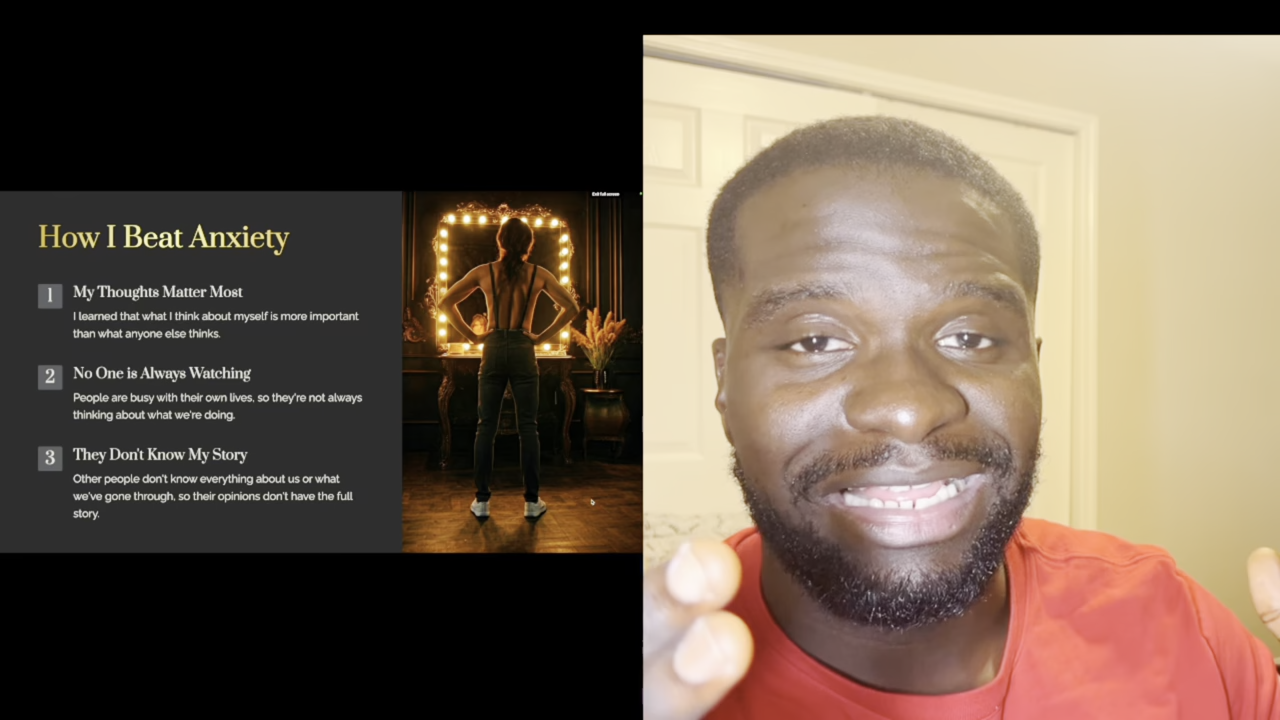 Exit full screen
How I Beat Anxiety
1
My Thoughts Matter Most
I learned that what I think about myself is more important
than what anyone else thinks.
2
No One is Always Watching
People are busy with their own lives, so they're not always
thinking about what we're doing.
3
They Don't Know My Story
Other people don't know everything about us or what
we've gone through, so their opinions don't have the full
story.